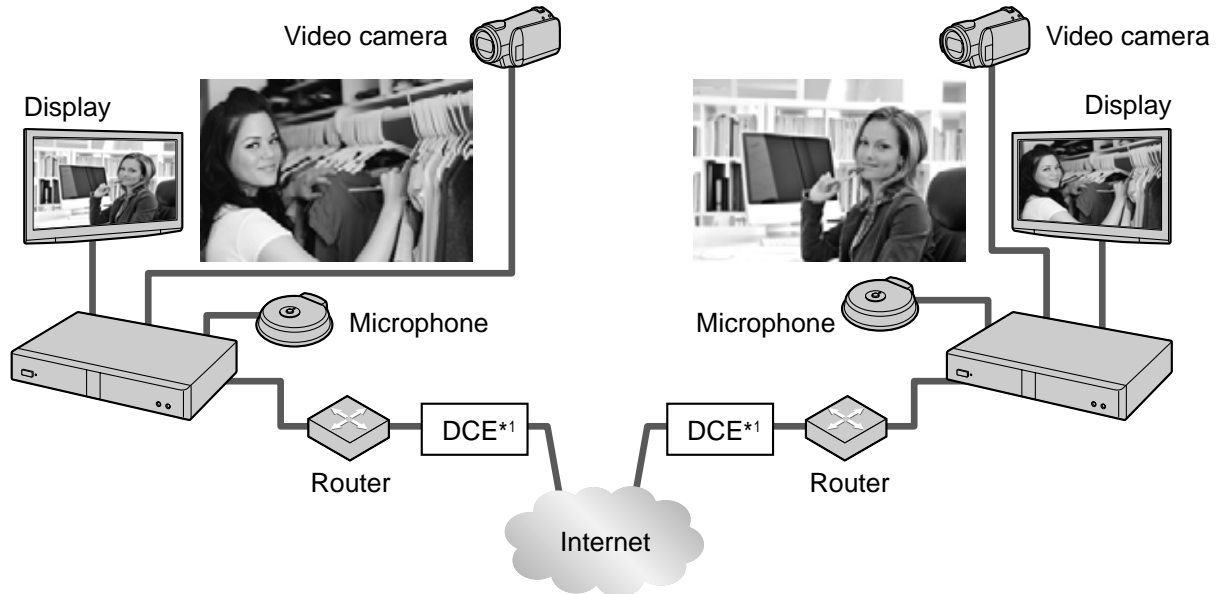 Video camera
Video camera
Display
Display
Microphone
Microphone
DCE*1
DCE*1
Router
Router
Internet